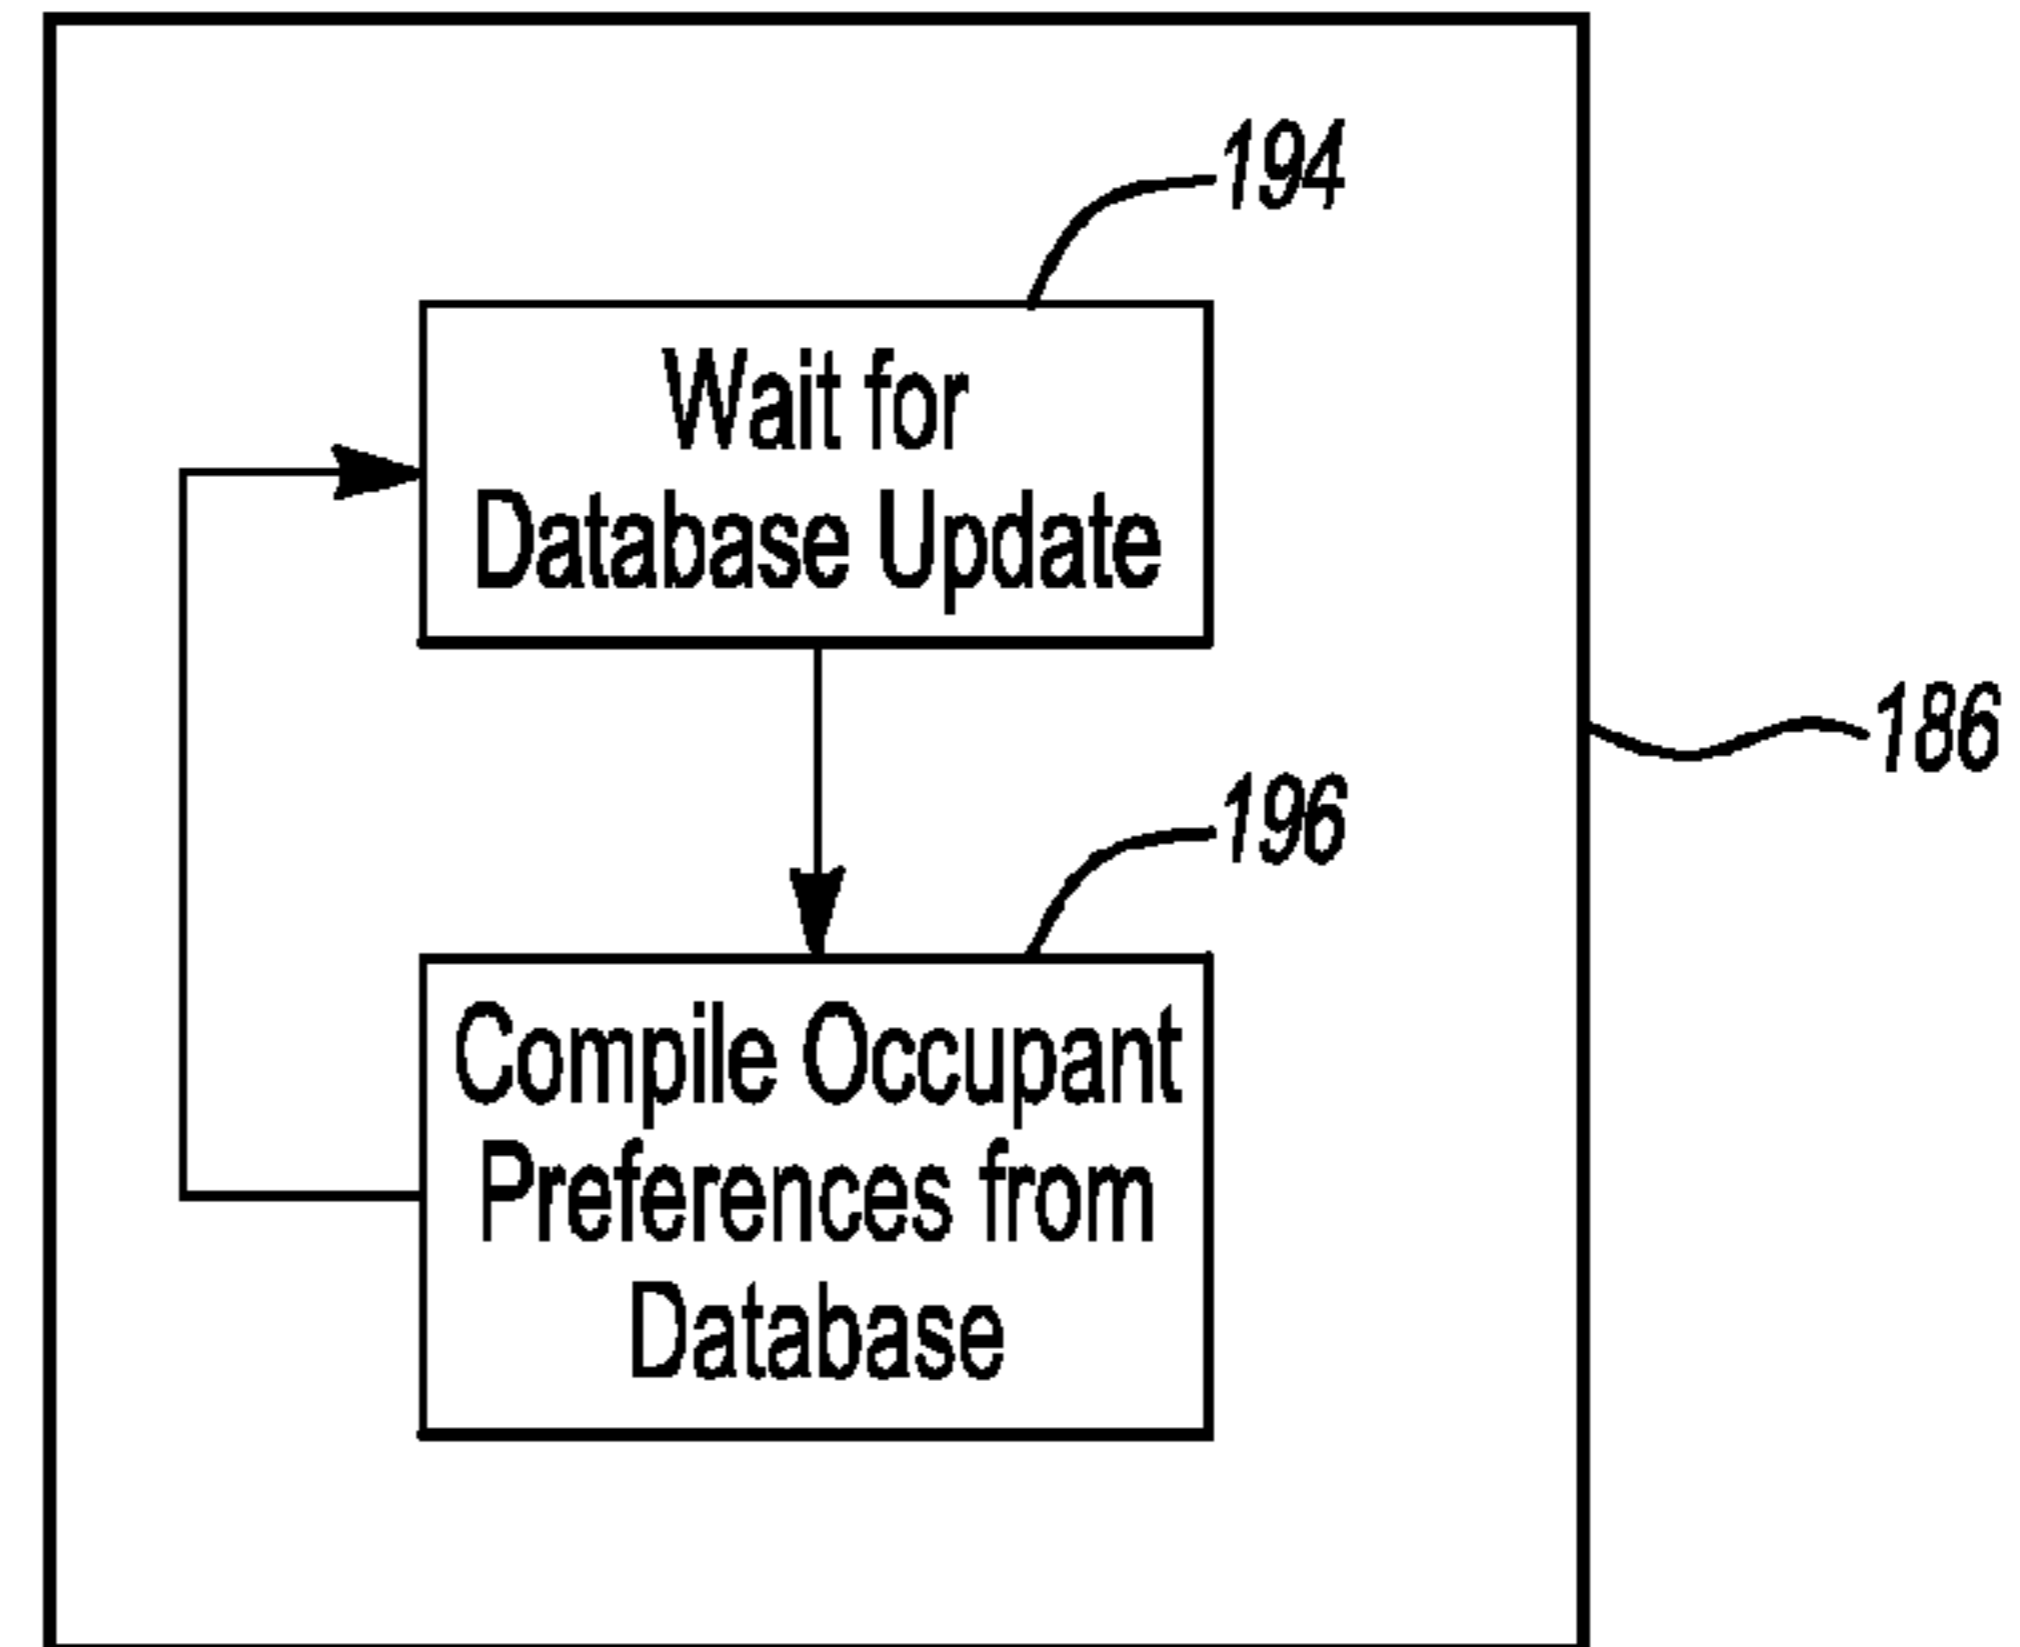 194
Wait for
Database Update
186
196
Compile Occupant
Preferences from
Database